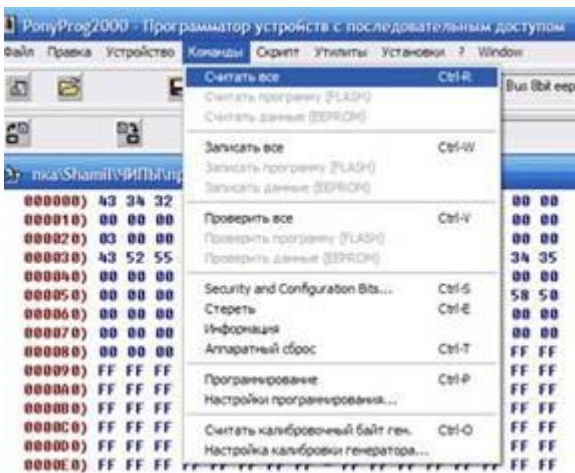 PonyProg2000 - Программатор устройств с последовательным доступом
Файл Правка Устройство Команды Скрипт Утилиты Установки ? Window
Считать все Ctrl-R
Bus 8bit eep
Считать программу (FLASH)
Считать данные (EEPROM)
Записать все Ctrl-W
Записать программу (FLASH)
Записать данные (EEPROM)
Проверить все Ctrl-V
Проверить программу (FLASH)
Проверить данные (EEPROM)
Security and Configuration Bits... Ctrl-S
Стереть Ctrl-E
Информация
Аппаратный сброс Ctrl-T
Программирование Ctrl-P
Настройки программирования...
Считать калибровочный байт ген. Ctrl-O
Настройка калибровки генератора...
пка\Shamil\ЧИПЫ\пр
000000) 43 34 32 00 00
000010) 00 00 00 00 00
000020) 03 00 00 00 00
000030) 43 52 55 34 35
000040) 00 00 00 00 00
000050) 00 00 00 58 50
000060) 00 00 00 00 00
000070) 00 00 00 00 00
000080) 00 00 00 FF FF
000090) FF FF FF FF FF
0000A0) FF FF FF FF FF
0000B0) FF FF FF FF FF
0000C0) FF FF FF FF FF
0000D0) FF FF FF FF FF
0000E0) FF FF FF FF FF